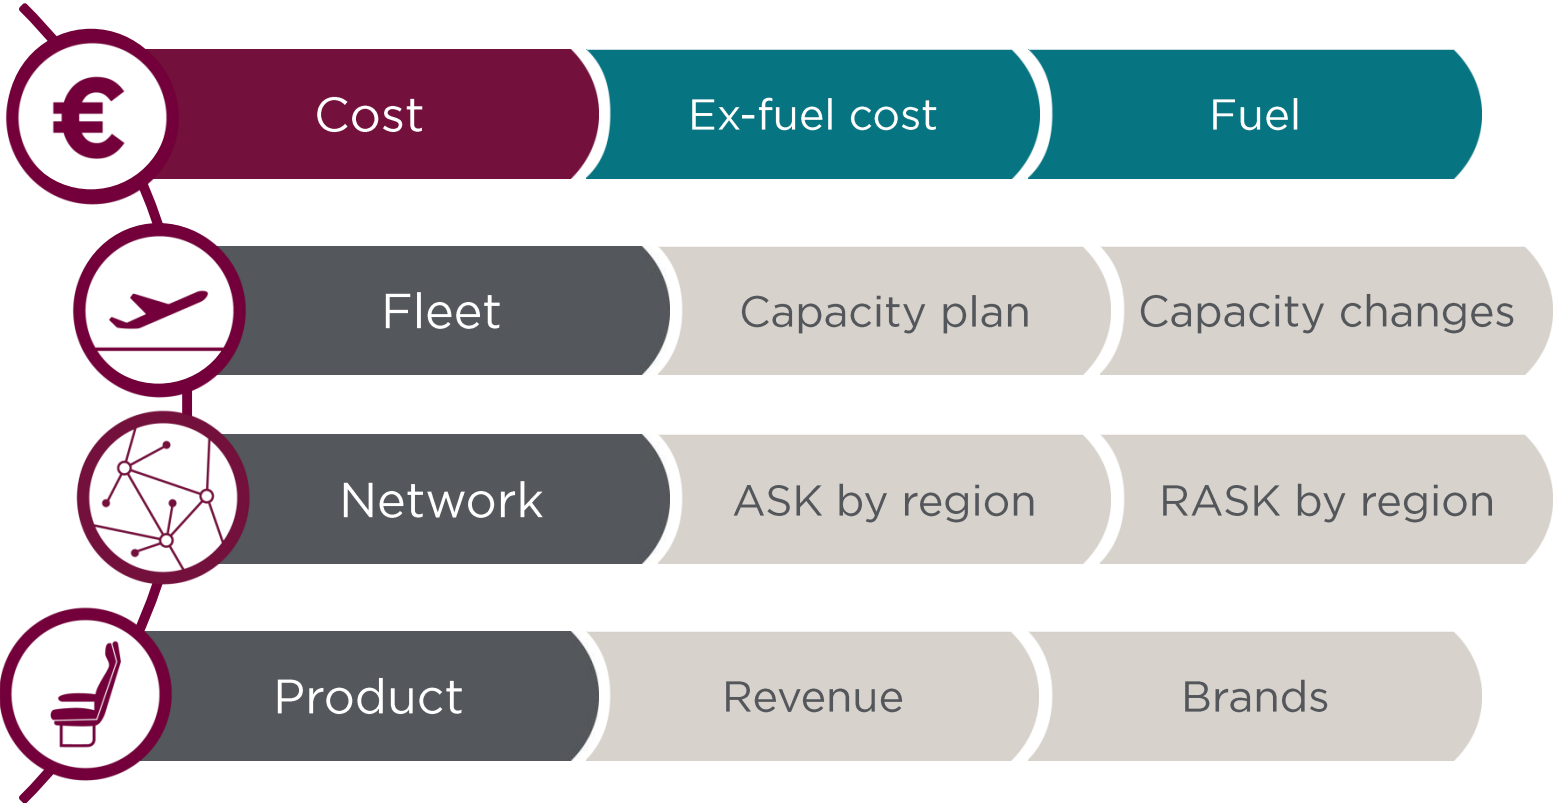 €
Cost
Ex-fuel cost
Fuel
Fleet
Capacity plan
Capacity changes
Network
ASK by region
RASK by region
Product
Revenue
Brands